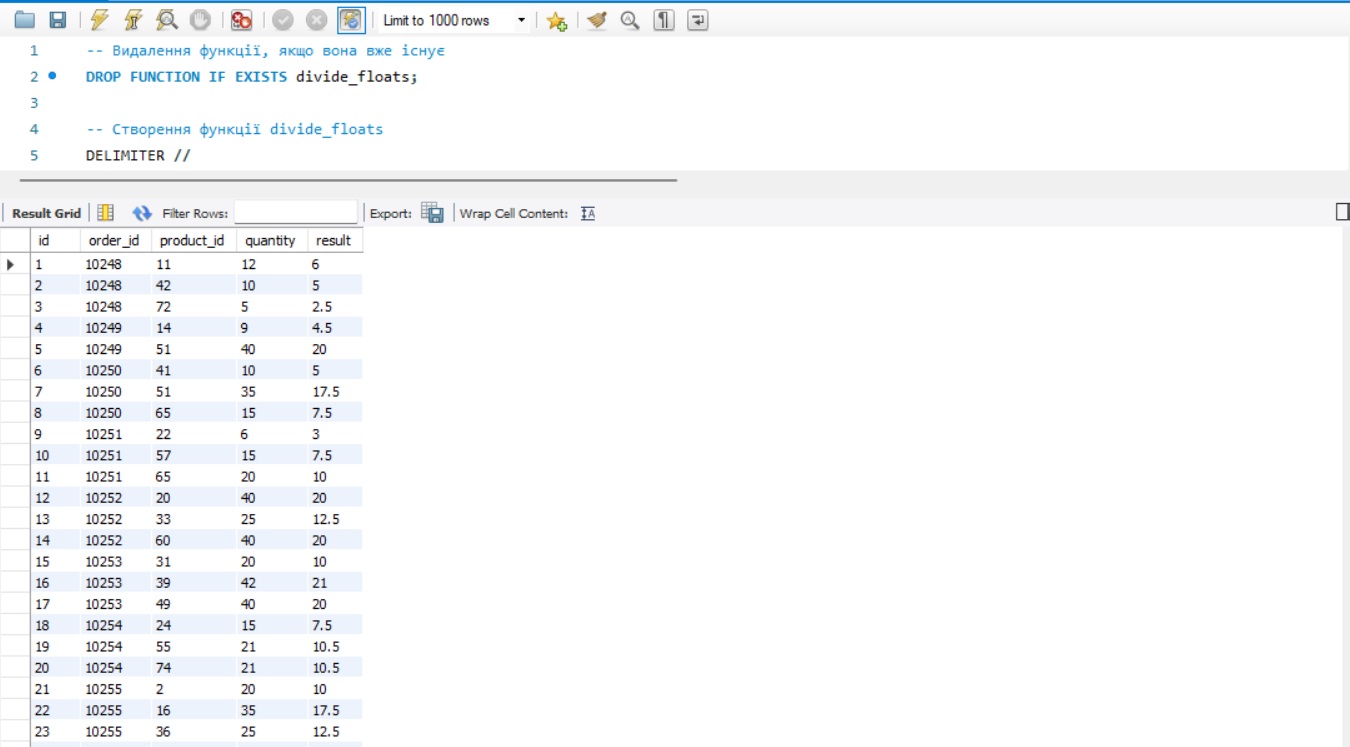 Limit to 1000 rows
1 -- Видалення функції, якщо вона вже існує
2 DROP FUNCTION IF EXISTS divide_floats;
3
4 -- Створення функції divide_floats
5 DELIMITER //
Result Grid Filter Rows: Export: Wrap Cell Content:
id order_id product_id quantity result
1 10248 11 12 6
2 10248 42 10 5
3 10248 72 5 2.5
4 10249 14 9 4.5
5 10249 51 40 20
6 10250 41 10 5
7 10250 51 35 17.5
8 10250 65 15 7.5
9 10251 22 6 3
10 10251 57 15 7.5
11 10251 65 20 10
12 10252 20 40 20
13 10252 33 25 12.5
14 10252 60 40 20
15 10253 31 20 10
16 10253 39 42 21
17 10253 49 40 20
18 10254 24 15 7.5
19 10254 55 21 10.5
20 10254 74 21 10.5
21 10255 2 20 10
22 10255 16 35 17.5
23 10255 36 25 12.5